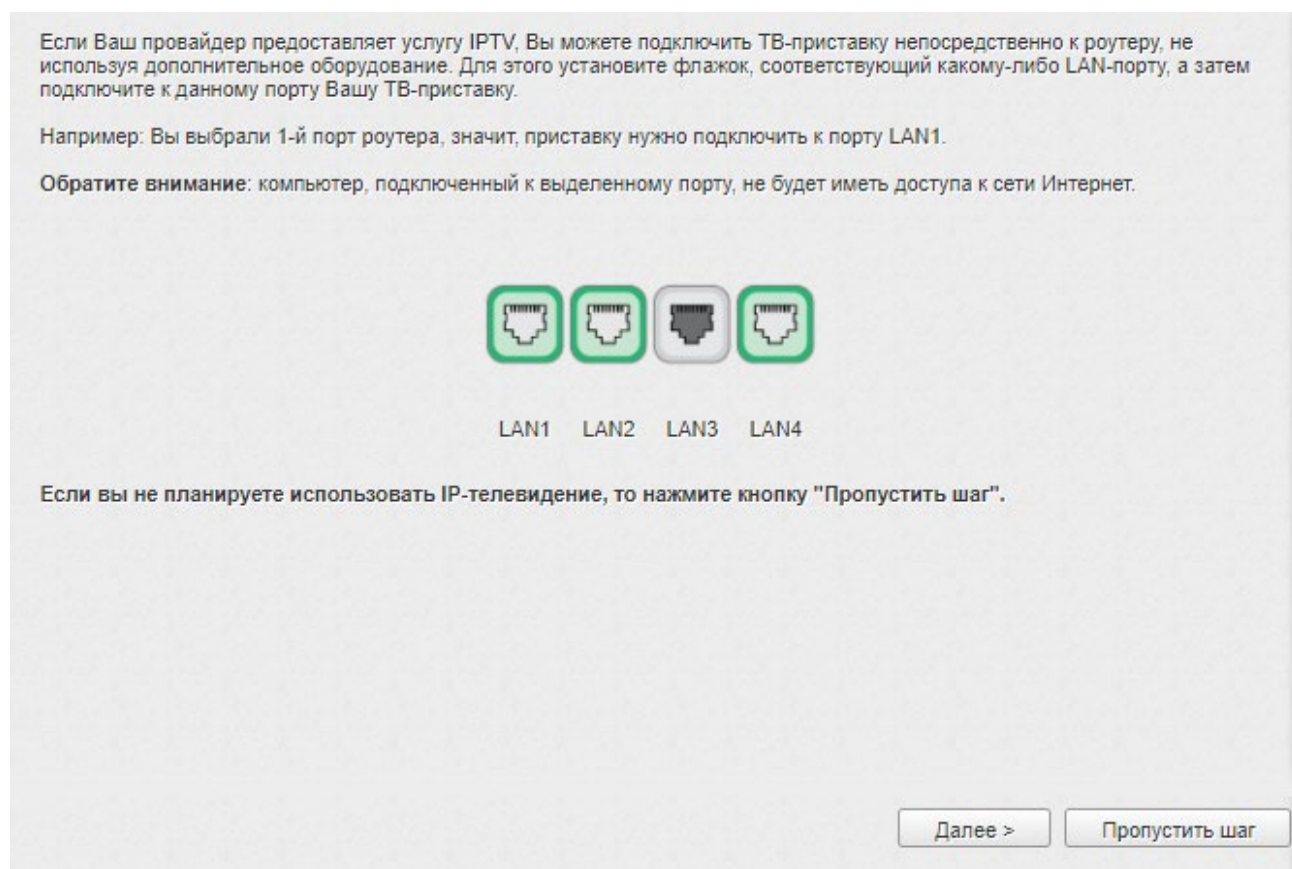 Если Ваш провайдер предоставляет услугу IPTV, Вы можете подключить ТВ-приставку непосредственно к роутеру, не
используя дополнительное оборудование. Для этого установите флажок, соответствующий какому-либо LAN-порту, а затем
подключите к данному порту Вашу ТВ-приставку.
Например: Вы выбрали 1-й порт роутера, значит, приставку нужно подключить к порту LAN1.
Обратите внимание: компьютер, подключенный к выделенному порту, не будет иметь доступа к сети Интернет.
LAN1 LAN2 LAN3 LAN4
Если вы не планируете использовать IP-телевидение, то нажмите кнопку "Пропустить шаг".
Далее > Пропустить шаг